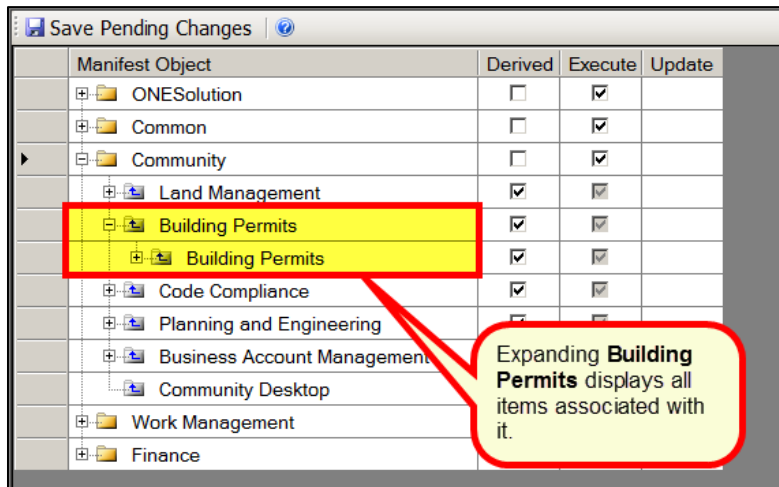 Save Pending Changes
Manifest Object Derived Execute Update
ONESolution
Common
Community
Land Management
Building Permits
Building Permits
Code Compliance
Planning and Engineering
Business Account Management
Community Desktop
Work Management
Finance
Expanding Building
Permits displays all
items associated with
it.